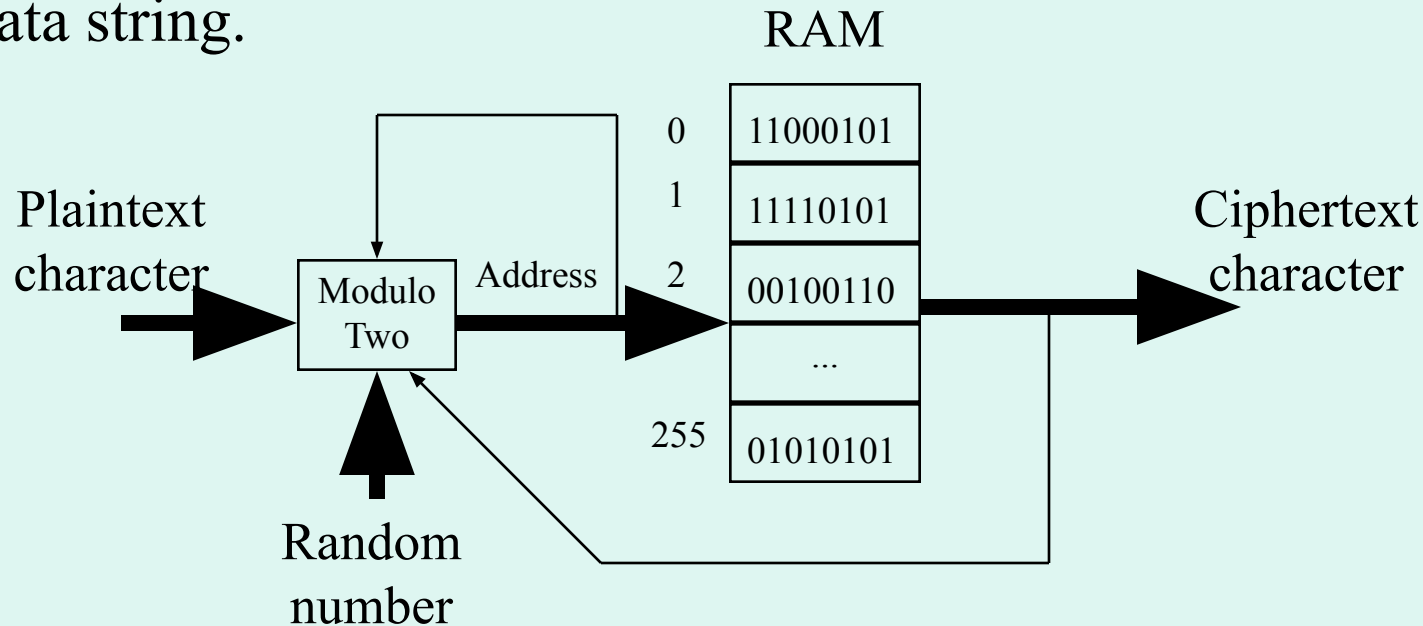 ata string.
RAM
0
11000101
1
11110101
Plaintext
character
Ciphertext
character
Modulo
Two
Address
2
00100110
...
255
01010101
Random
number